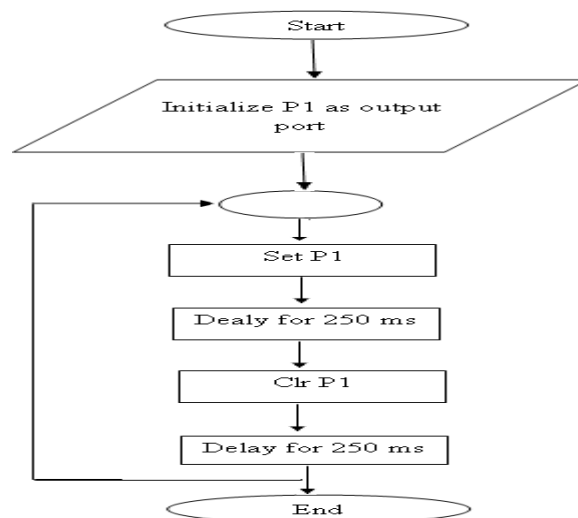 Start
Initialize P1 as output
port
Set P1
Dealy for 250 ms
Clr P1
Delay for 250 ms
End